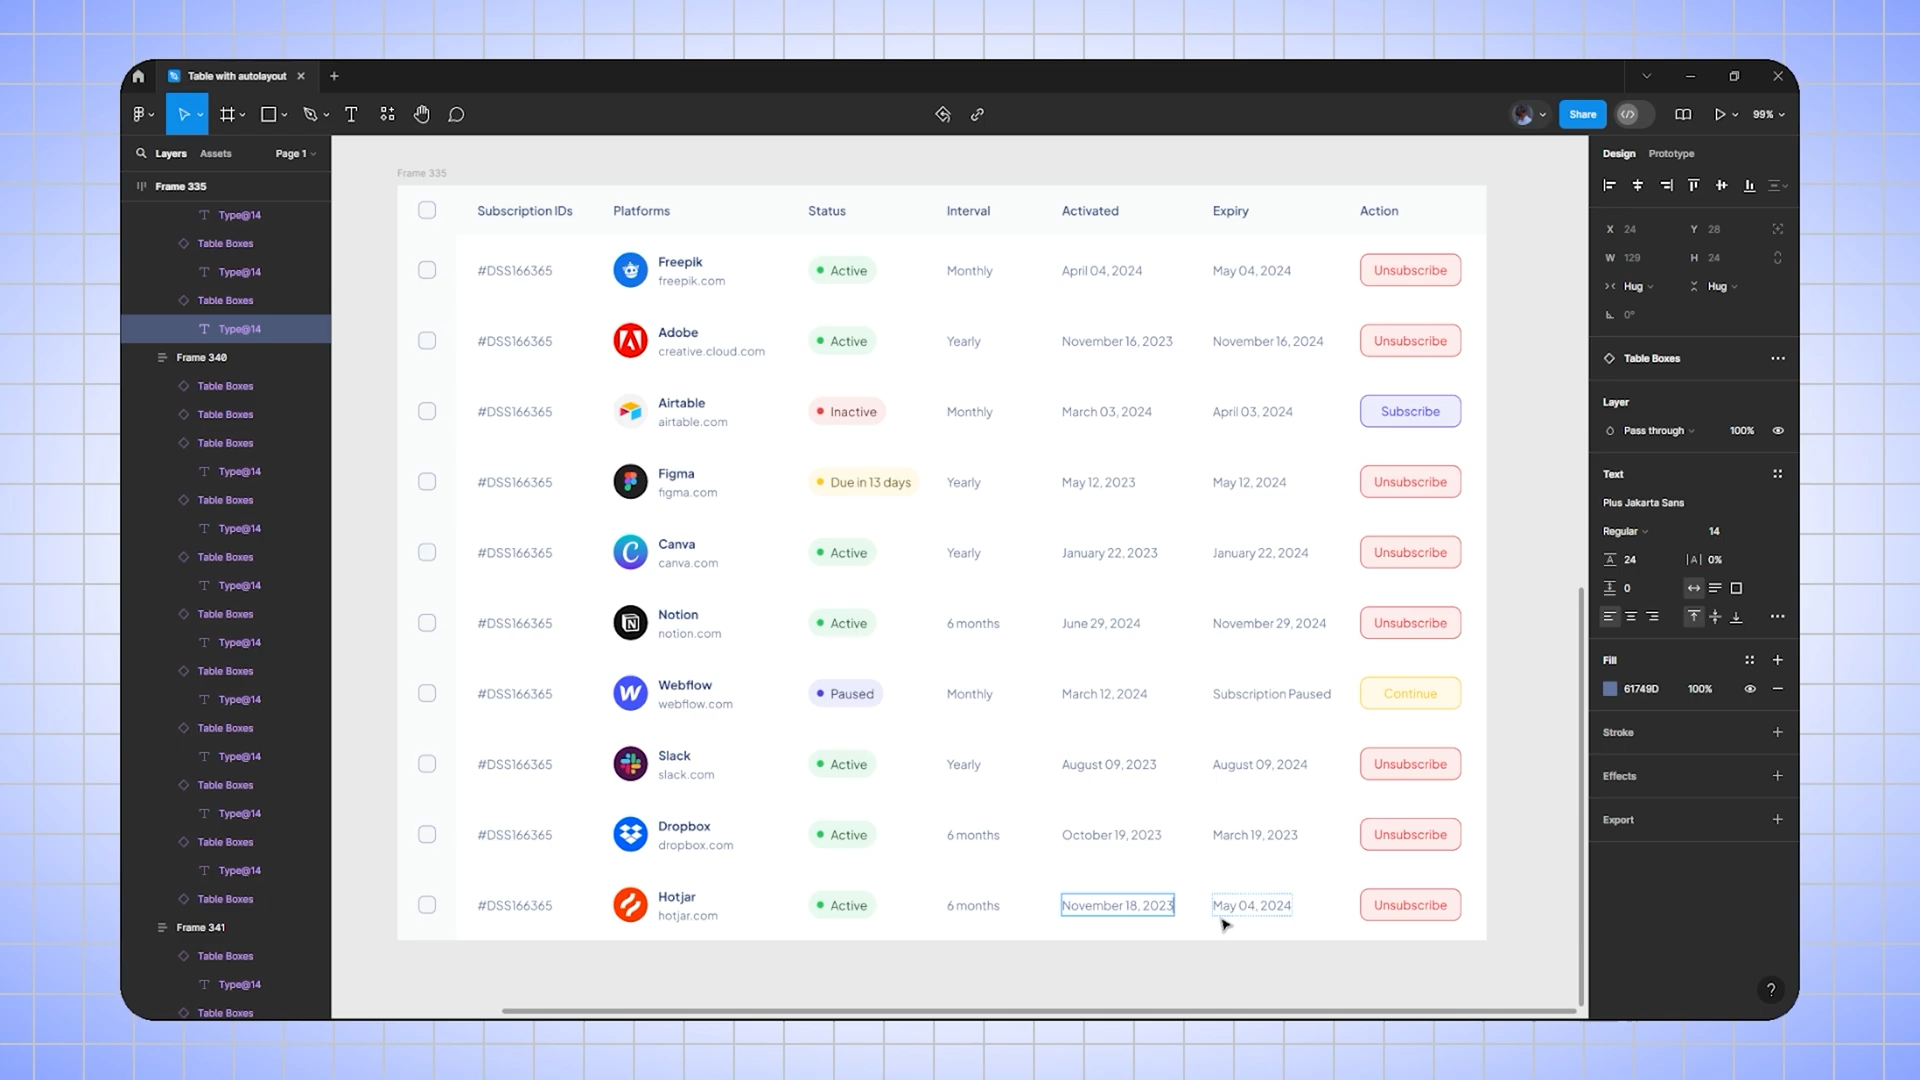 Table with autolayout
Share
99%
Layers Assets Page 1
Frame 335
Type@14
Table Boxes
Type@14
Table Boxes
Type@14
Frame 340
Table Boxes
Table Boxes
Table Boxes
Type@14
Table Boxes
Type@14
Table Boxes
Type@14
Table Boxes
Type@14
Table Boxes
Type@14
Table Boxes
Type@14
Table Boxes
Type@14
Table Boxes
Type@14
Table Boxes
Frame 341
Table Boxes
Type@14
Table Boxes
Frame 335
Subscription IDs Platforms Status Interval Activated Expiry Action
#DSS166365 Freepik freepik.com Active Monthly April 04, 2024 May 04, 2024 Unsubscribe
#DSS166365 Adobe creative.cloud.com Active Yearly November 16, 2023 November 16, 2024 Unsubscribe
#DSS166365 Airtable airtable.com Inactive Monthly March 03, 2024 April 03, 2024 Subscribe
#DSS166365 Figma figma.com Due in 13 days Yearly May 12, 2023 May 12, 2024 Unsubscribe
#DSS166365 Canva canva.com Active Yearly January 22, 2023 January 22, 2024 Unsubscribe
#DSS166365 Notion notion.com Active 6 months June 29, 2024 November 29, 2024 Unsubscribe
#DSS166365 Webflow webflow.com Paused Monthly March 12, 2024 Subscription Paused Continue
#DSS166365 Slack slack.com Active Yearly August 09, 2023 August 09, 2024 Unsubscribe
#DSS166365 Dropbox dropbox.com Active 6 months October 19, 2023 March 19, 2023 Unsubscribe
#DSS166365 Hotjar hotjar.com Active 6 months November 18, 2023 May 04, 2024 Unsubscribe
Design Prototype
X 24 Y 28
W 129 H 24
Hug Hug
0°
Table Boxes
Layer
Pass through 100%
Text
Plus Jakarta Sans
Regular 14
24 0%
0
Fill
61749D 100%
Stroke
Effects
Export
?